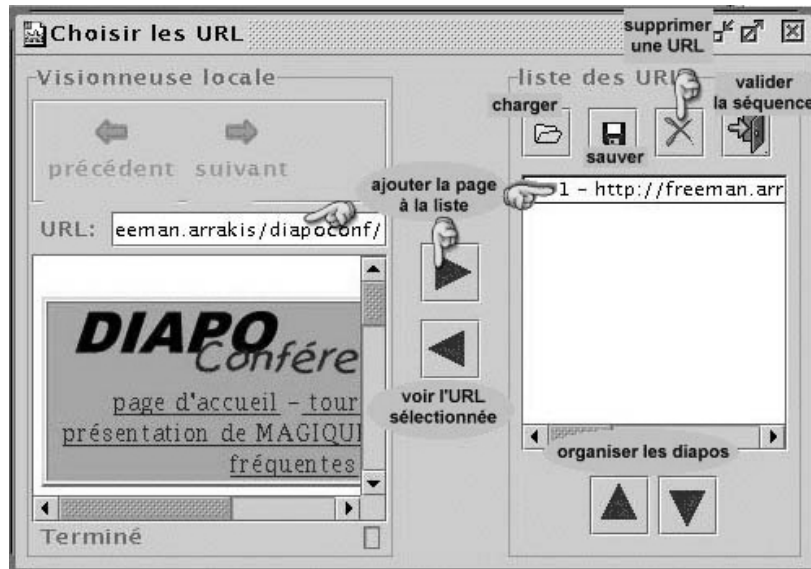 Choisir les URL
supprimer
une URL
Visionneuse locale
liste des URL
charger
valider
la séquence
sauver
précédent suivant
ajouter la page
à la liste
1 - http://freeman.arr
URL: eeman.arrakis/diapoconf/
DIAPO
Confére
page d'accueil - tour
présentation de MAGIQU
fréquentes
voir l'URL
sélectionnée
organiser les diapos
Terminé